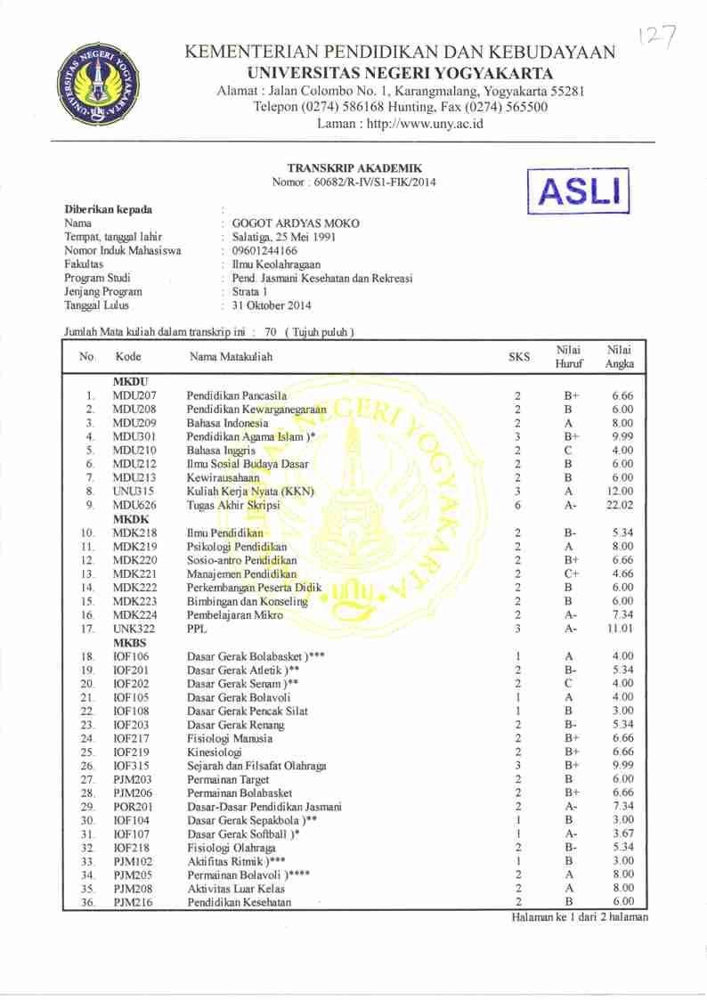 127
KEMENTERIAN PENDIDIKAN DAN KEBUDAYAAN
UNIVERSITAS NEGERI YOGYAKARTA
Alamat : Jalan Colombo No. 1, Karangmalang, Yogyakarta 55281
Telepon (0274) 586168 Hunting, Fax (0274) 565500
Laman : http://www.uny.ac.id
UNIVERSITAS NEGERI YOGYAKARTA
TRANSKRIP AKADEMIK
Nomor : 60682/R-IV/S1-FIK/2014
ASLI
Diberikan kepada :
Nama : GOGOT ARDYAS MOKO
Tempat, tanggal lahir : Salatiga, 25 Mei 1991
Nomor Induk Mahasiswa : 09601244166
Fakultas : Ilmu Keolahragaan
Program Studi : Pend. Jasmani Kesehatan dan Rekreasi
Jenjang Program : Strata 1
Tanggal Lulus : 31 Oktober 2014
Jumlah Mata kuliah dalam transkrip ini : 70 ( Tujuh puluh )
No. Kode Nama Matakuliah SKS Nilai Huruf Nilai Angka
MKDU
1. MDU207 Pendidikan Pancasila 2 B+ 6.66
2. MDU208 Pendidikan Kewarganegaraan 2 B 6.00
3. MDU209 Bahasa Indonesia 2 A 8.00
4. MDU301 Pendidikan Agama Islam )* 3 B+ 9.99
5. MDU210 Bahasa Inggris 2 C 4.00
6. MDU212 Ilmu Sosial Budaya Dasar 2 B 6.00
7. MDU213 Kewirausahaan 2 B 6.00
8. UNU315 Kuliah Kerja Nyata (KKN) 3 A 12.00
9. MDU626 Tugas Akhir Skripsi 6 A- 22.02
MKDK
10. MDK218 Ilmu Pendidikan 2 B- 5.34
11. MDK219 Psikologi Pendidikan 2 A 8.00
12. MDK220 Sosio-antro Pendidikan 2 B+ 6.66
13. MDK221 Manajemen Pendidikan 2 C+ 4.66
14. MDK222 Perkembangan Peserta Didik 2 B 6.00
15. MDK223 Bimbingan dan Konseling 2 B 6.00
16. MDK224 Pembelajaran Mikro 2 A- 7.34
17. UNK322 PPL 3 A- 11.01
MKBS
18. IOF106 Dasar Gerak Bolabasket )*** 1 A 4.00
19. IOF201 Dasar Gerak Atletik )** 2 B- 5.34
20. IOF202 Dasar Gerak Senam )** 2 C 4.00
21. IOF105 Dasar Gerak Bolavoli 1 A 4.00
22. IOF108 Dasar Gerak Pencak Silat 1 B 3.00
23. IOF203 Dasar Gerak Renang 2 B- 5.34
24. IOF217 Fisiologi Manusia 2 B+ 6.66
25. IOF219 Kinesiologi 2 B+ 6.66
26. IOF315 Sejarah dan Filsafat Olahraga 3 B+ 9.99
27. PJM203 Permainan Target 2 B 6.00
28. PJM206 Permainan Bolabasket 2 B+ 6.66
29. POR201 Dasar-Dasar Pendidikan Jasmani 2 A- 7.34
30. IOF104 Dasar Gerak Sepakbola )** 1 B 3.00
31. IOF107 Dasar Gerak Softball )* 1 A- 3.67
32. IOF218 Fisiologi Olahraga 2 B- 5.34
33. PJM102 Aktifitas Ritmik )*** 1 B 3.00
34. PJM205 Permainan Bolavoli )**** 2 A 8.00
35. PJM208 Aktivitas Luar Kelas 2 A 8.00
36. PJM216 Pendidikan Kesehatan 2 B 6.00
UNIVERSITAS NEGERI YOGYAKARTA
Halaman ke 1 dari 2 halaman